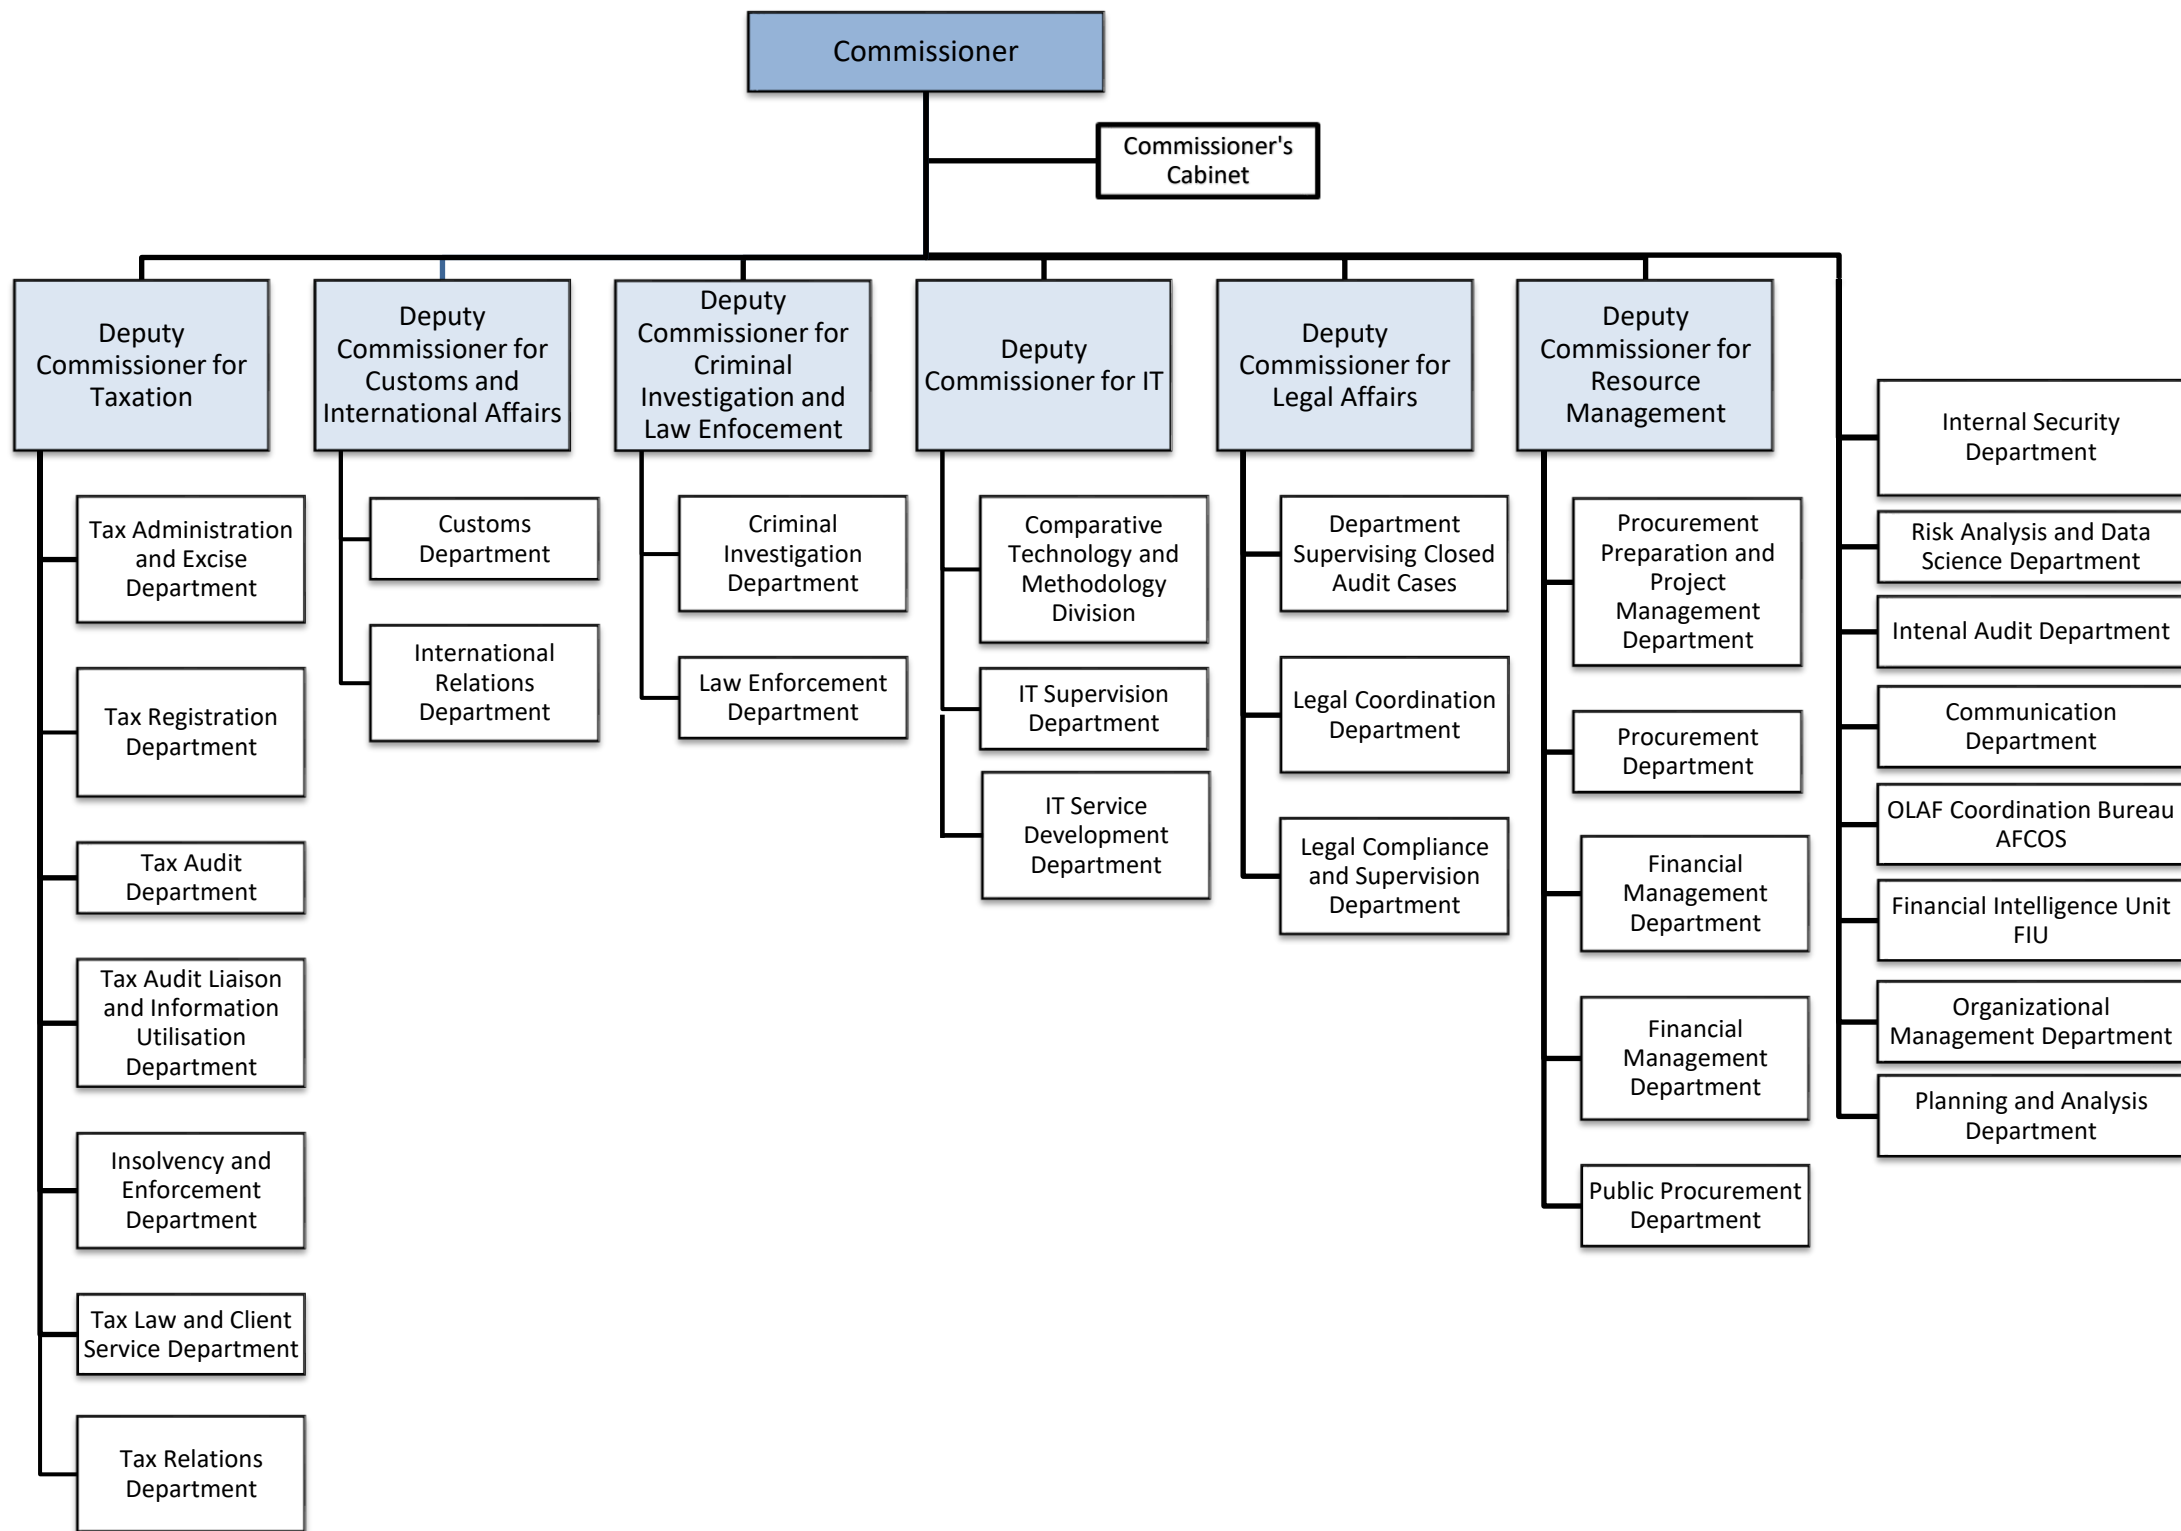 Commissioner
Commissioner's
Cabinet
Deputy
Commissioner for
Taxation
Tax Administration
and Excise
Department
Tax Registration
Department
Tax Audit
Department
Tax Audit Liaison
and Information
Utilisation
Department
Insolvency and
Enforcement
Department
Tax Law and Client
Service Department
Tax Relations
Department
Deputy
Commissioner for
Customs and
International Affairs
Customs
Department
International
Relations
Department
Deputy
Commissioner for
Criminal
Investigation and
Law Enfocement
Criminal
Investigation
Department
Law Enforcement
Department
Deputy
Commissioner for IT
Comparative
Technology and
Methodology
Division
IT Supervision
Department
IT Service
Development
Department
Deputy
Commissioner for
Legal Affairs
Department
Supervising Closed
Audit Cases
Legal Coordination
Department
Legal Compliance
and Supervision
Department
Deputy
Commissioner for
Resource
Management
Procurement
Preparation and
Project
Management
Department
Procurement
Department
Financial
Management
Department
Financial
Management
Department
Public Procurement
Department
Internal Security
Department
Risk Analysis and Data
Science Department
Intenal Audit Department
Communication
Department
OLAF Coordination Bureau
AFCOS
Financial Intelligence Unit
FIU
Organizational
Management Department
Planning and Analysis
Department